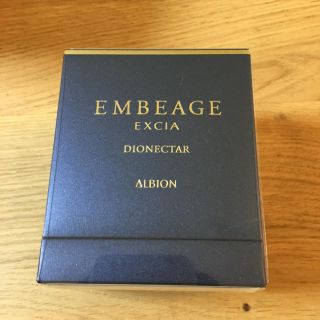 EMBEAGE
EXCIA
DIONECTAR
ALBION